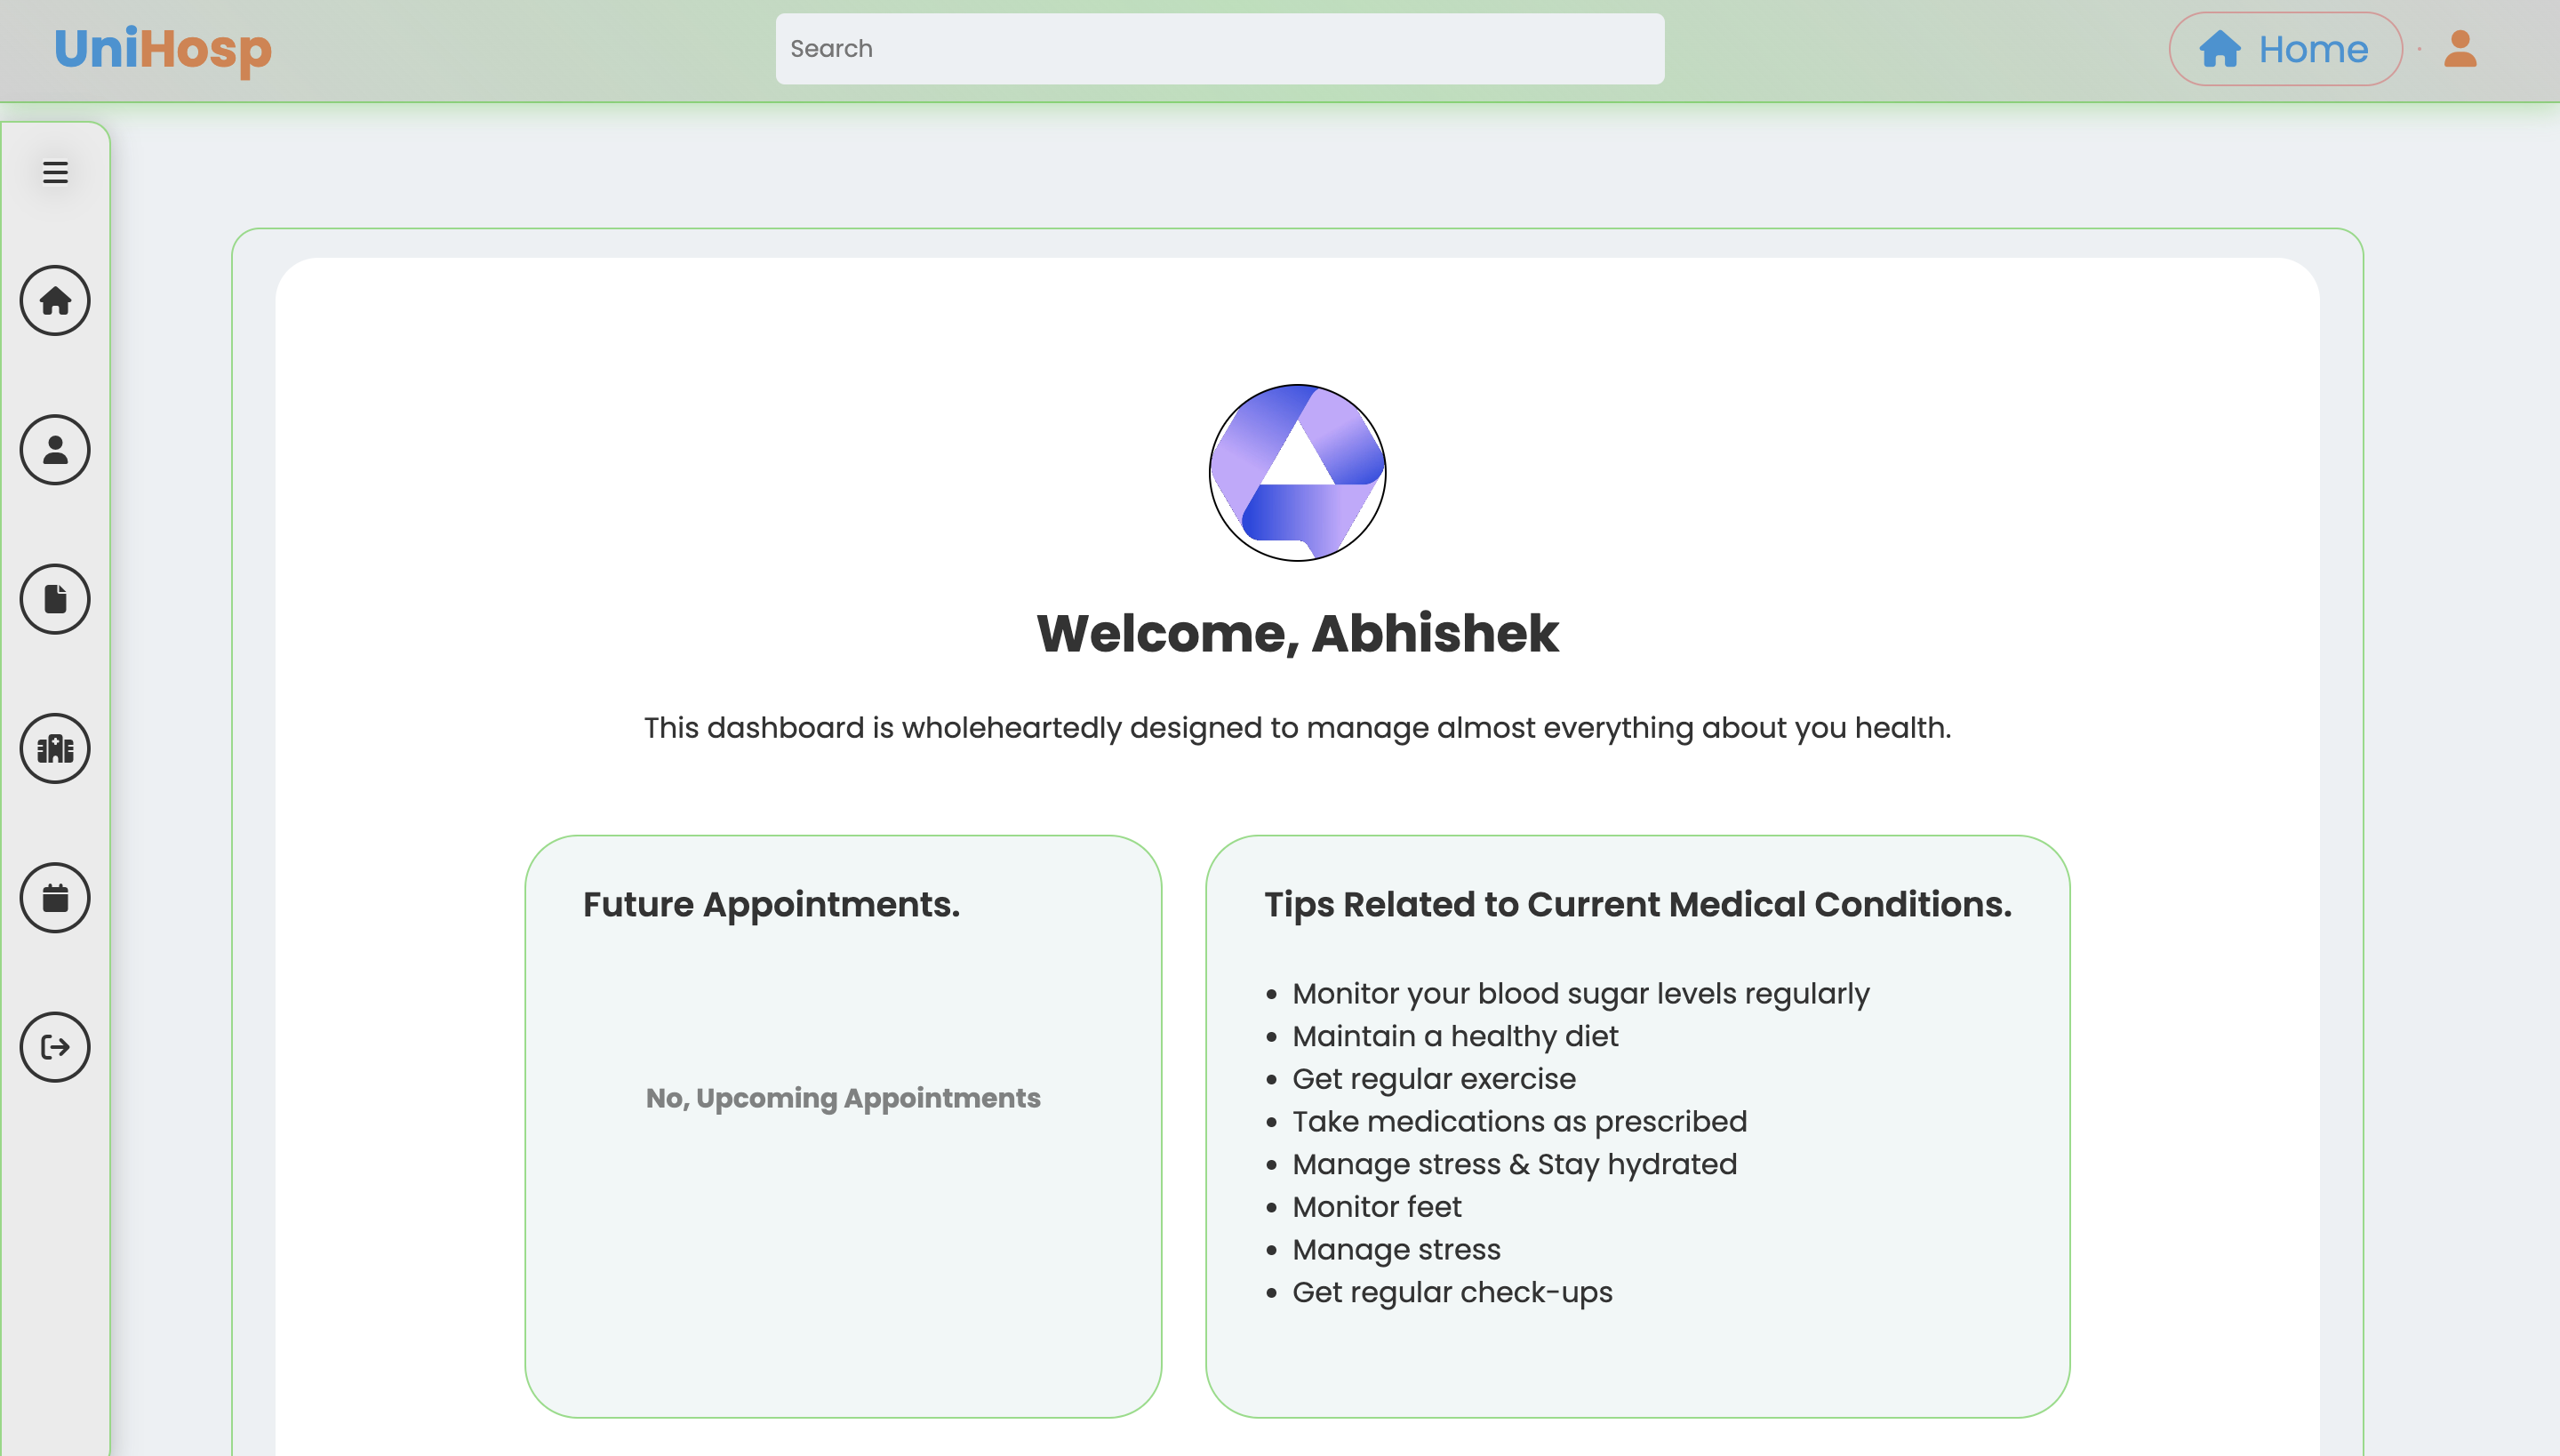 UniHosp
Search
Home
Welcome, Abhishek
This dashboard is wholeheartedly designed to manage almost everything about you health.
Future Appointments.
No, Upcoming Appointments
Tips Related to Current Medical Conditions.
• Monitor your blood sugar levels regularly
• Maintain a healthy diet
• Get regular exercise
• Take medications as prescribed
• Manage stress & Stay hydrated
• Monitor feet
• Manage stress
• Get regular check-ups